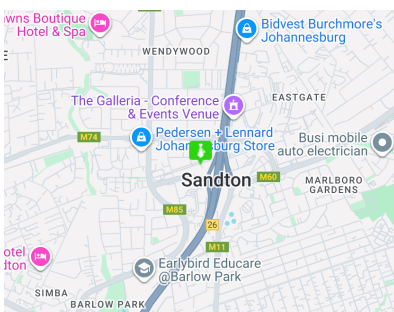 wns Boutique
Hotel & Spa
Bidvest Burchmore's
Johannesburg
WENDYWOOD
E
The Galleria - Conference
& Events Venue
EASTGATE
M74
Pedersen + Lennard
Johannesburg Store
Busi mobile
auto electrician
Sandton
M60
MARLBORO
GARDENS
M85
26
M11
otel
dton
Earlybird Educare
@Barlow Park
SIMBA
BARLOW PARK